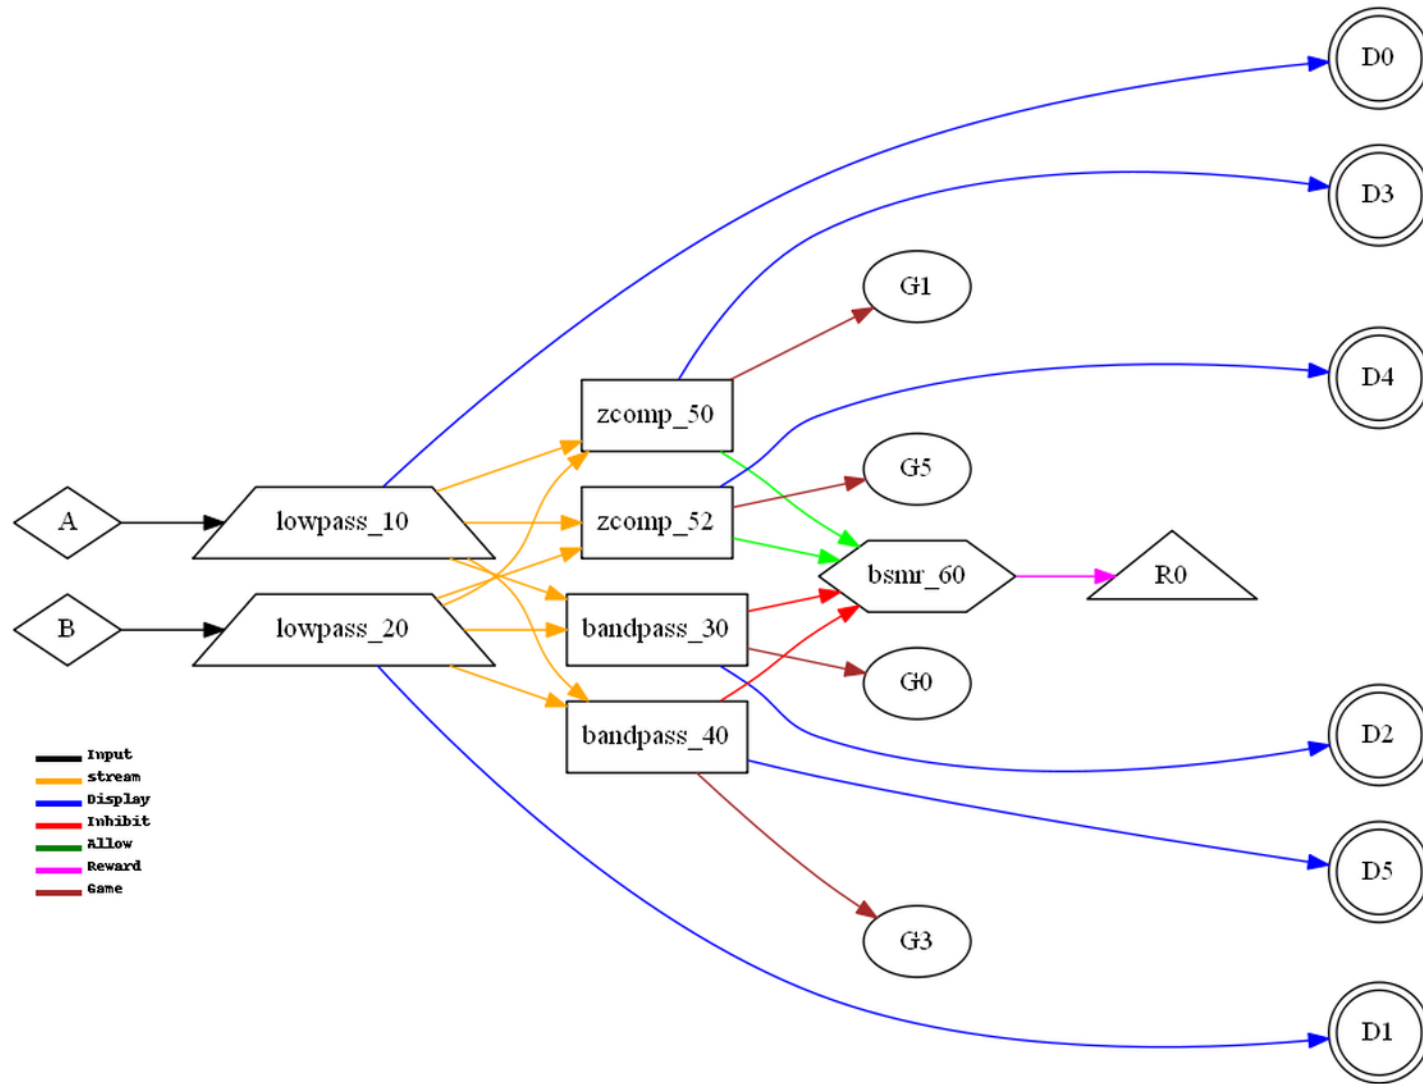 D0
D3
G1
D4
zcomp_50
G5
A
lowpass_10
zcomp_52
bsmr_60
R0
B
lowpass_20
bandpass_30
G0
bandpass_40
D2
Input
stream
Display
Inhibit
Allow
Reward
Game
D5
G3
D1